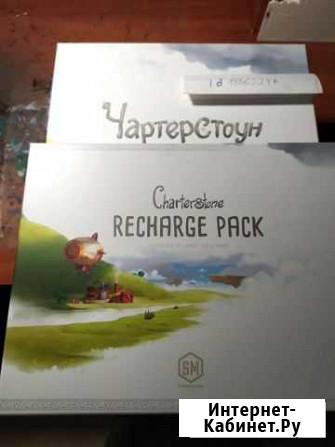 Чартерстоун
Charterstone
RECHARGE PACK
SM
Интернет-
Кабинет.Ру